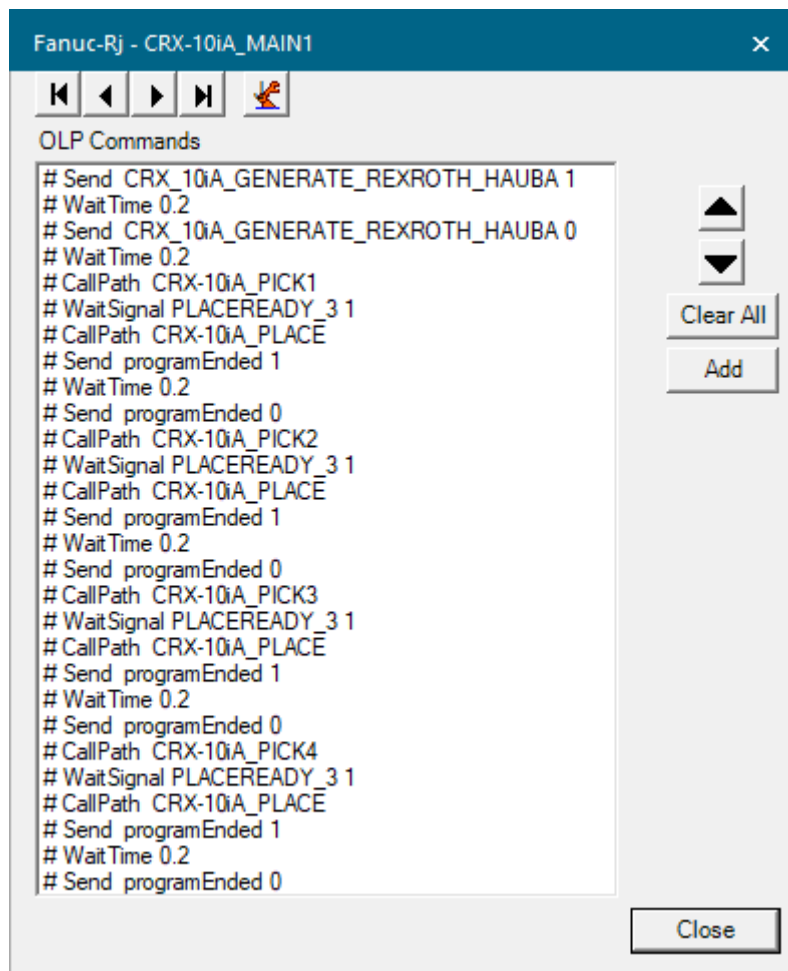 Fanuc-Rj - CRX-10iA_MAIN1
OLP Commands
# Send CRX_10iA_GENERATE_REXROTH_HAUBA 1
# WaitTime 0.2
# Send CRX_10iA_GENERATE_REXROTH_HAUBA 0
# WaitTime 0.2
# CallPath CRX-10iA_PICK1
# WaitSignal PLACEREADY_3 1
# CallPath CRX-10iA_PLACE
# Send programEnded 1
# WaitTime 0.2
# Send programEnded 0
# CallPath CRX-10iA_PICK2
# WaitSignal PLACEREADY_3 1
# CallPath CRX-10iA_PLACE
# Send programEnded 1
# WaitTime 0.2
# Send programEnded 0
# CallPath CRX-10iA_PICK3
# WaitSignal PLACEREADY_3 1
# CallPath CRX-10iA_PLACE
# Send programEnded 1
# WaitTime 0.2
# Send programEnded 0
# CallPath CRX-10iA_PICK4
# WaitSignal PLACEREADY_3 1
# CallPath CRX-10iA_PLACE
# Send programEnded 1
# WaitTime 0.2
# Send programEnded 0
Clear All
Add
Close